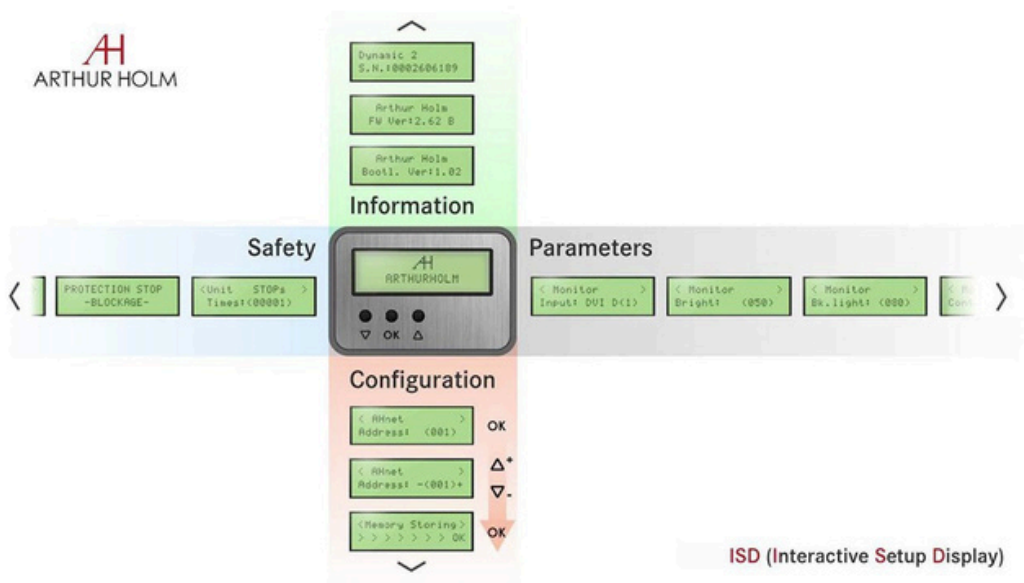 AH
ARTHUR HOLM
Dynamic 2
S.N.:0002606189
Arthur Holm
FW Ver:2.62 B
Arthur Holm
Bootl. Ver:1.02
Information
Safety
PROTECTION STOP
-BLOCKAGE-
<Unit STOPs >
Times:(00001)
AH
ARTHURHOLM
OK
Parameters
< Monitor >
Input: DVI D(1)
< Monitor >
Bright: (050)
< Monitor >
Bk.light: (080)
Configuration
< AHnet >
Address: (001)
OK
< AHnet >
Address: -(001)+
+
-
<Memory Storing>
> > > > > > > OK
OK
ISD (Interactive Setup Display)